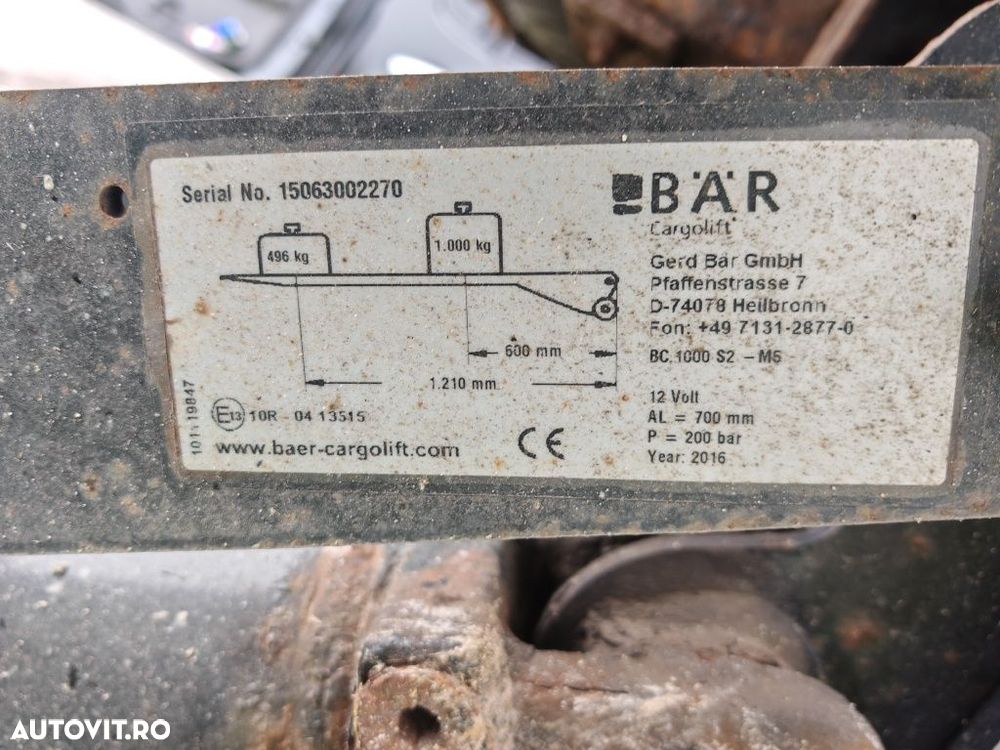 Serial No. 15063002270
496 kg
1.000 kg
600 mm
1.210 mm
10119847
E13 10R - 04 13515
www.baer-cargolift.com
CE
BÄR
Cargolift
Gerd Bär GmbH
Pfaffenstrasse 7
D-74078 Heilbronn
Fon: +49 7131-2877-0
BC 1000 S2 - M5
12 Volt
AL = 700 mm
P = 200 bar
Year: 2016
AUTOVIT.RO